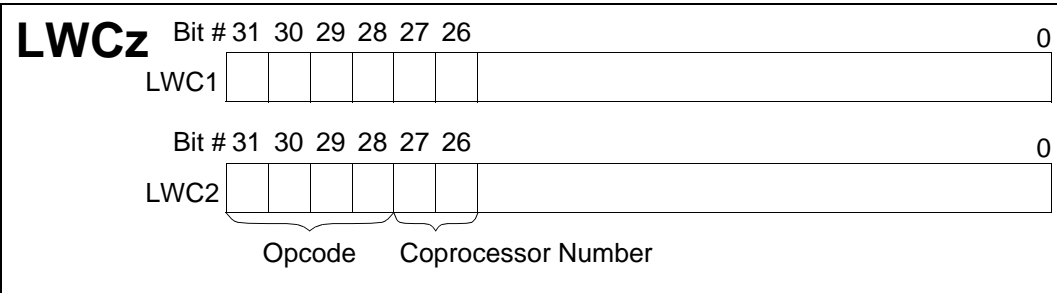 LWCz Bit # 31 30 29 28 27 26 0
LWC1
Bit # 31 30 29 28 27 26 0
LWC2
Opcode Coprocessor Number